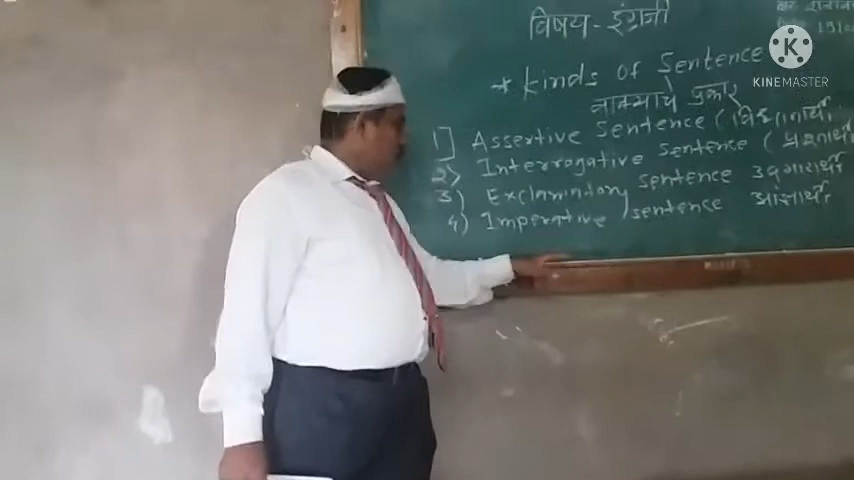 विषय - इंग्रजी
* Kinds Of Sentence
वाक्याचे प्रकार
1] Assertive Sentence (विधानार्थी
2) Interrogative Sentence (प्रश्नार्थी
3) Exclamatory Sentence उद्गारार्थी
4) Imperative Sentence आज्ञार्थी
KINEMASTER